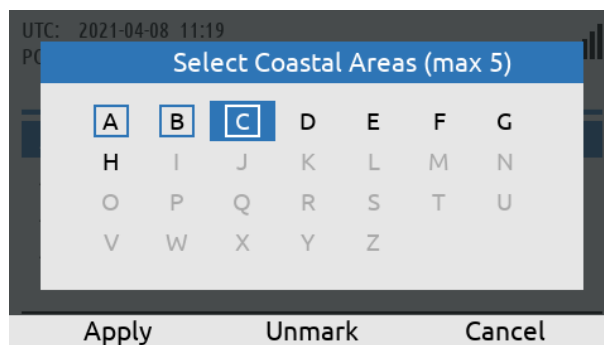 UTC: 2021-04-08 11:19
Select Coastal Areas (max 5)
A B C D E F G
H I J K L M N
O P Q R S T U
V W X Y Z
Apply Unmark Cancel